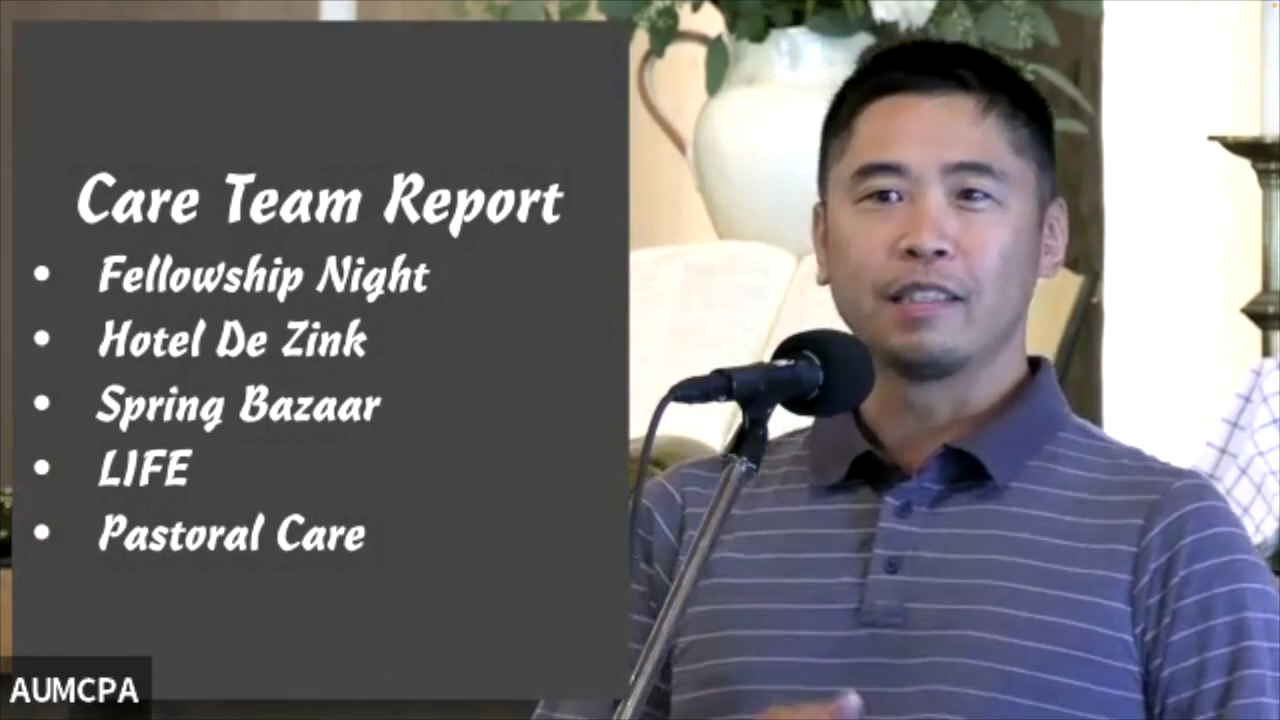 Care Team Report
• Fellowship Night
• Hotel De Zink
• Spring Bazaar
• LIFE
• Pastoral Care
AUMCPA